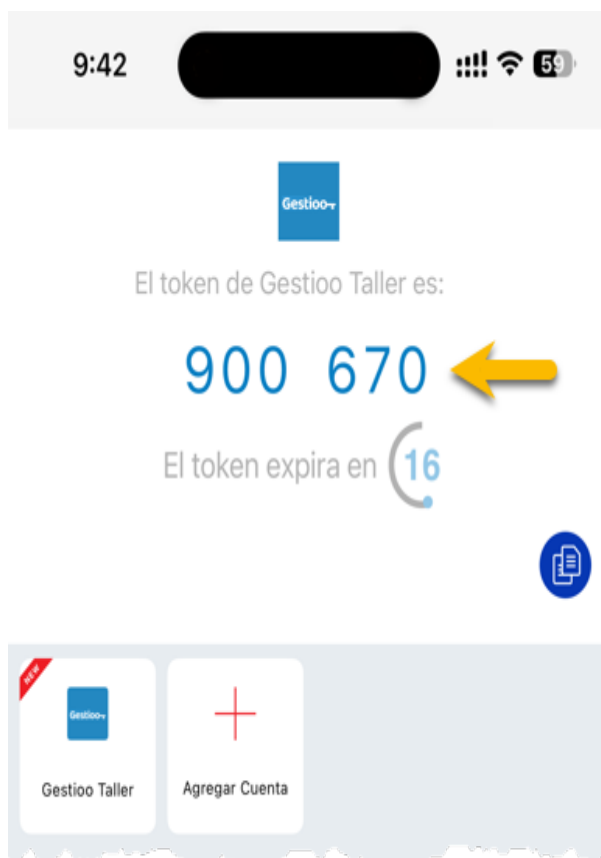 9:42
59
Gestioo
El token de Gestioo Taller es:
900 670
El token expira en 16
NEW
Gestioo
Gestioo Taller
Agregar Cuenta